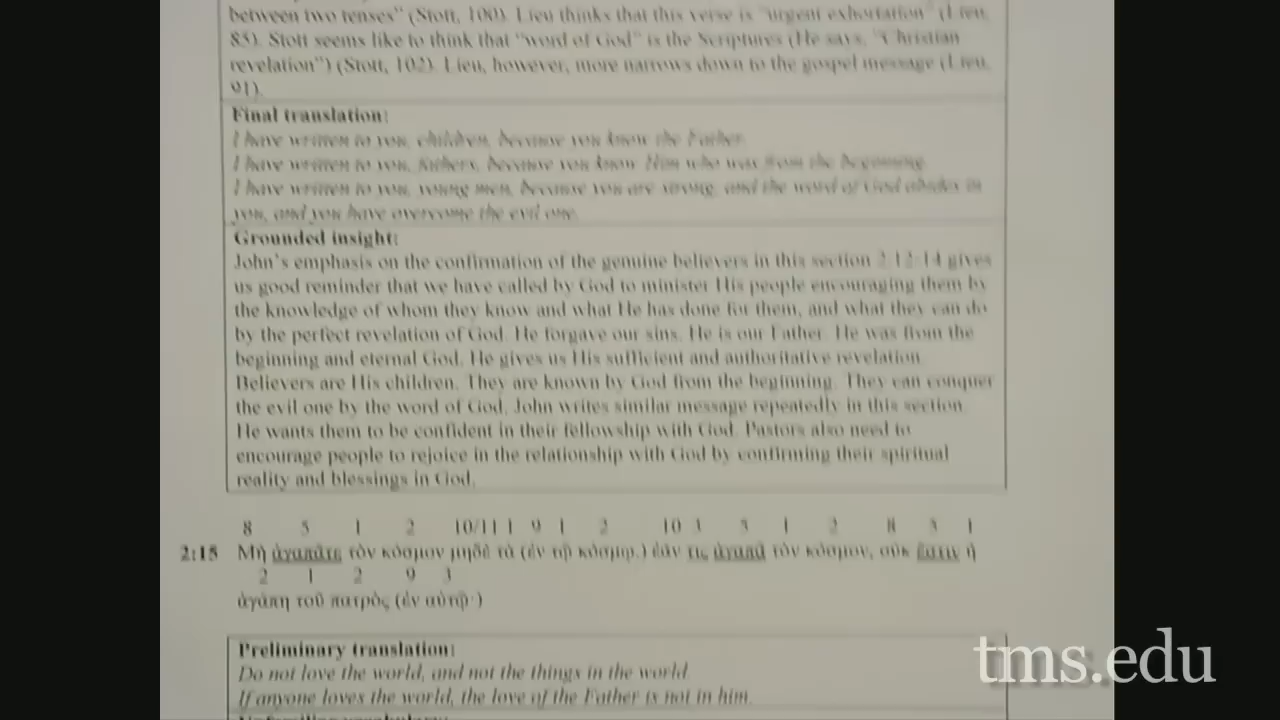 between two tenses" (Stott, 100). Lieu thinks that this verse is "urgent exhortation" (Lieu,
85). Stott seems like to think that "word of God" is the Scriptures (He says, "Christian
revelation") (Stott, 102). Lieu, however, more narrows down to the gospel message (Lieu,
91).
Final translation:
I have written to you, children, because you know the Father.
I have written to you, fathers, because you know Him who was from the beginning.
I have written to you, young men, because you are strong, and the word of God abides in
you, and you have overcome the evil one.
Grounded insight:
John's emphasis on the confirmation of the genuine believers in this section 2:12-14 gives
us good reminder that we have called by God to minister His people encouraging them by
the knowledge of whom they know and what He has done for them, and what they can do
by the perfect revelation of God. He forgave our sins. He is our Father. He was from the
beginning and eternal God. He gives us His sufficient and authoritative revelation.
Believers are His children. They are known by God from the beginning. They can conquer
the evil one by the word of God. John writes similar message repeatedly in this section.
He wants them to be confident in their fellowship with God. Pastors also need to
encourage people to rejoice in the relationship with God by confirming their spiritual
reality and blessings in God.
8 5 1 2 10/11 1 9 1 2 10 3 5 1 2 8 5 1
2:15 Μὴ ἀγαπᾶτε τὸν κόσμον μηδὲ τὰ (ἐν τῷ κόσμῳ.) ἐάν τις ἀγαπᾷ τὸν κόσμον, οὐκ ἔστιν ἡ
2 1 2 9 3
ἀγάπη τοῦ πατρὸς (ἐν αὐτῷ·)
Preliminary translation:
Do not love the world, and not the things in the world.
If anyone loves the world, the love of the Father is not in him.
Unfamiliar vocabulary:
tms.edu